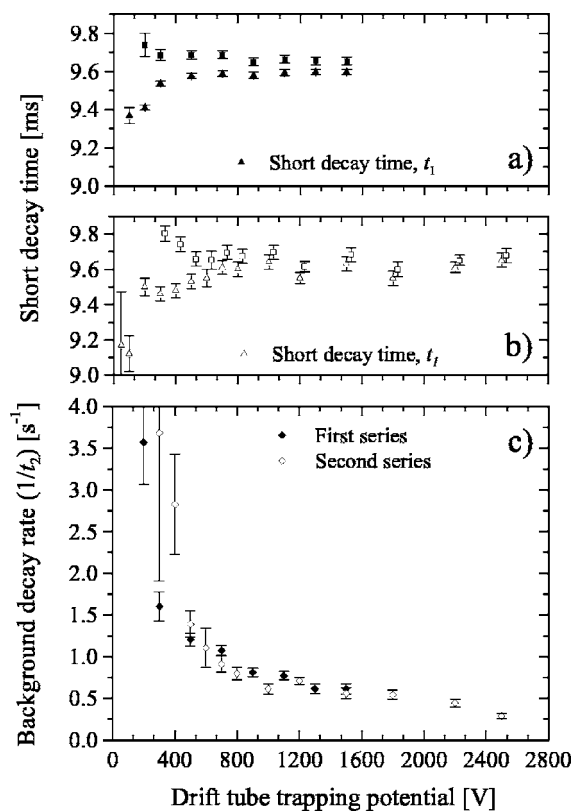 9.8
9.6
9.4
9.2
9.0
Short decay time, t₁
a)
Short decay time [ms]
9.8
9.6
9.4
9.2
9.0
Short decay time, t₁
b)
4.0
3.5
3.0
2.5
2.0
1.5
1.0
0.5
0.0
First series
Second series
c)
Background decay rate (1/t₂) [s⁻¹]
0 400 800 1200 1600 2000 2400 2800
Drift tube trapping potential [V]